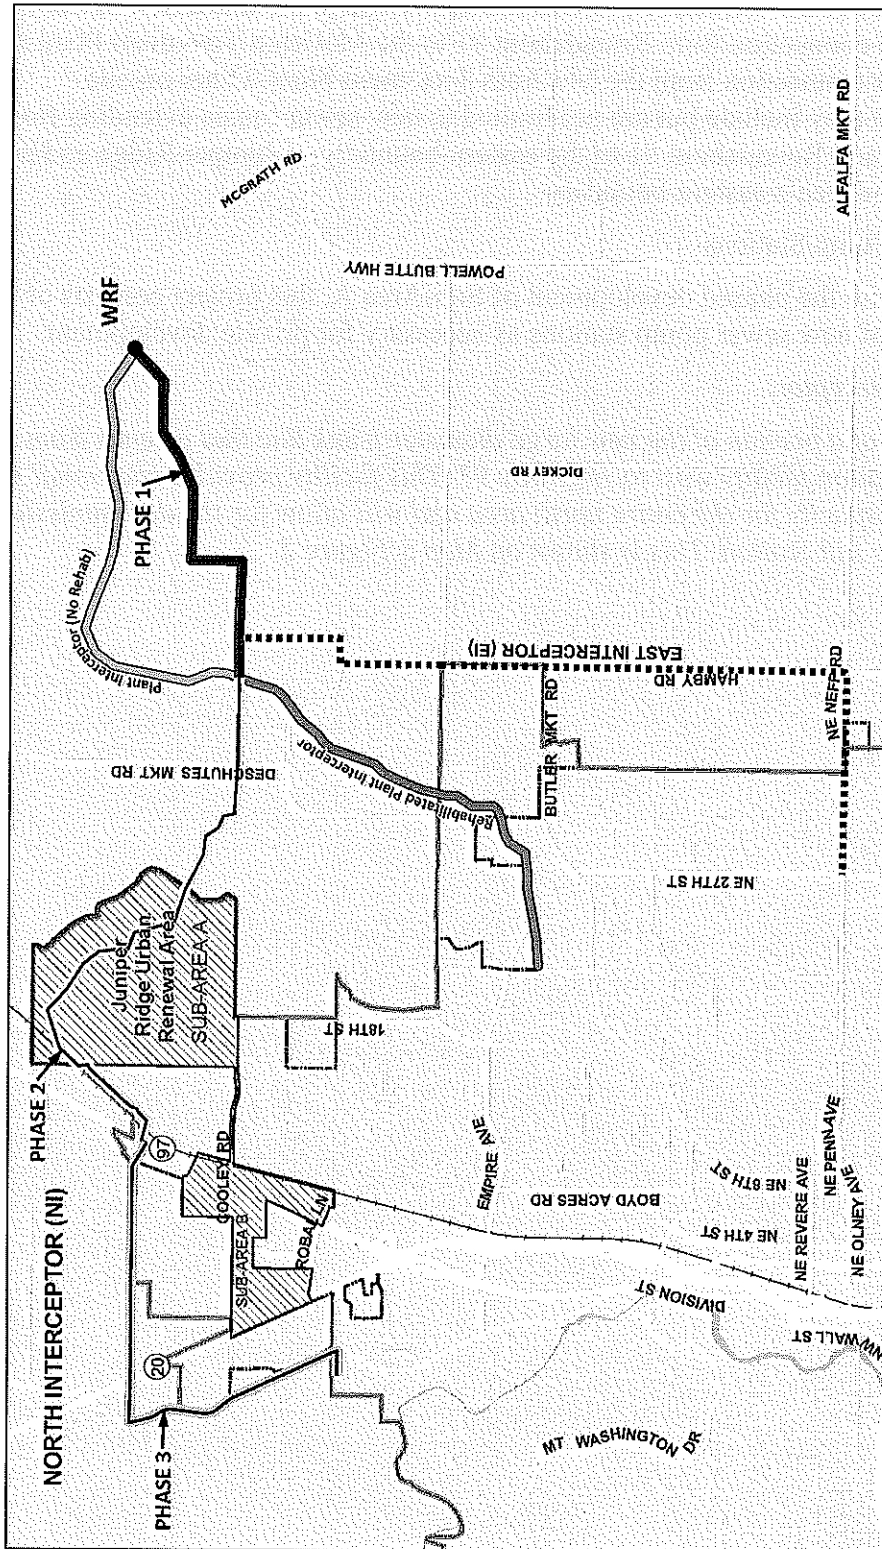 NORTH INTERCEPTOR (NI)
PHASE 3
PHASE 2
PHASE 1
WRF
20
97
SUB-AREA B
COOLEY RD
ROBAL LN
Juniper
Ridge Urban
Renewal Area
SUB-AREA A
18TH ST
DESCHUTES MKT RD
Plant Interceptor (No Rehab)
Rehabilitated Plant Interceptor
MCGRATH RD
POWELL BUTTE HWY
DICKEY RD
EAST INTERCEPTOR (EI)
HAMBY RD
BUTLER MKT RD
NE NEFF RD
ALFALFA MKT RD
NE 27TH ST
EMPIRE AVE
BOYD ACRES RD
NE 8TH ST
NE 4TH ST
NE REVERE AVE
NE PENN AVE
NE OLNEY AVE
DIVISION ST
NW WALL ST
MT WASHINGTON DR